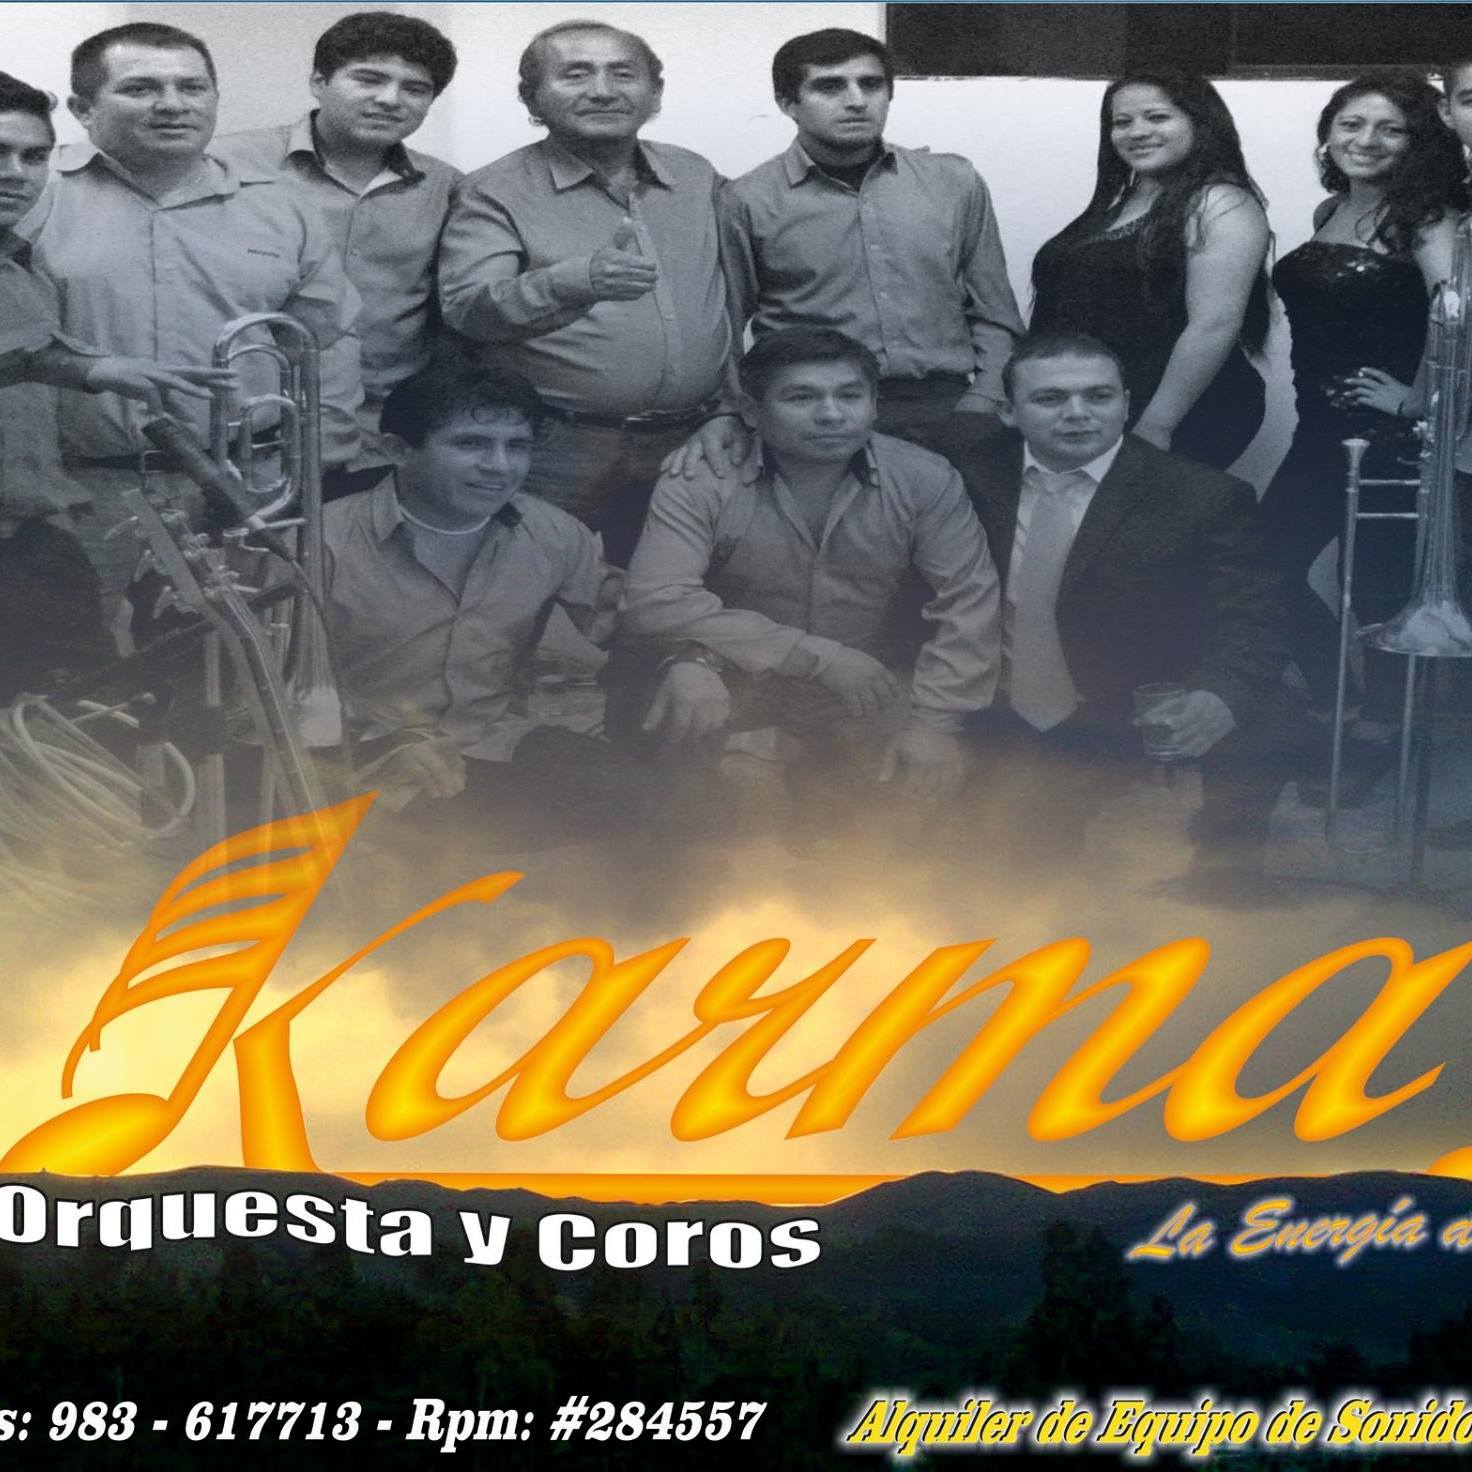 Karma
Orquesta y Coros
La Energía
s: 983 - 617713 - Rpm: #284557
Alquiler de Equipo de Sonido